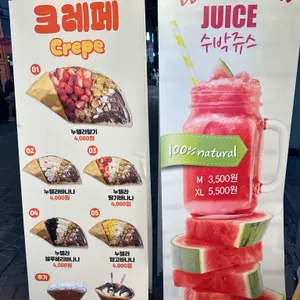 크레페
Crepe
01
누텔라딸기
4,000원
02
누텔라바나나
4,000원
03
누텔라
딸기바나나
4,000원
04
누텔라
블루베리바나나
4,000원
05
누텔라
망고바나나
4,000원
추가
JUICE
수박쥬스
100% natural
M 3,500원
XL 5,500원